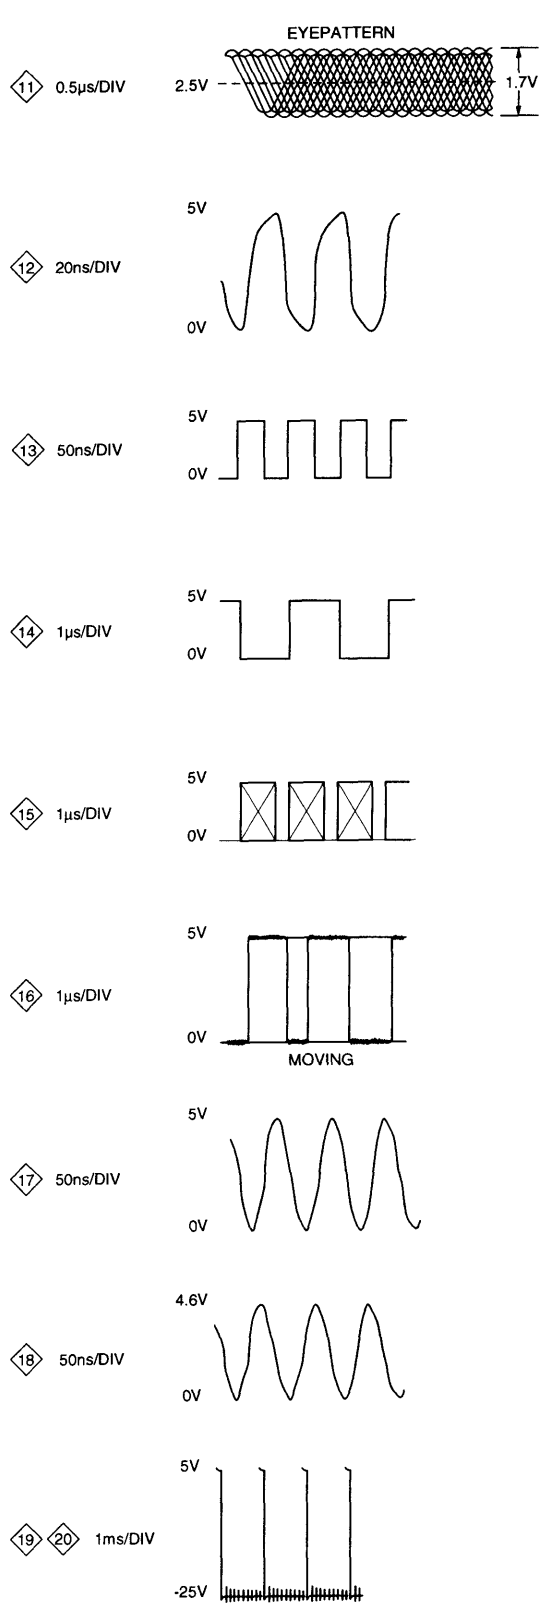 EYEPATTERN
11 0.5µs/DIV 2.5V 1.7V
5V
12 20ns/DIV
0V
5V
13 50ns/DIV
0V
5V
14 1µs/DIV
0V
5V
15 1µs/DIV
0V
5V
16 1µs/DIV
0V
MOVING
5V
17 50ns/DIV
0V
4.6V
18 50ns/DIV
0V
5V
19 20 1ms/DIV
-25V